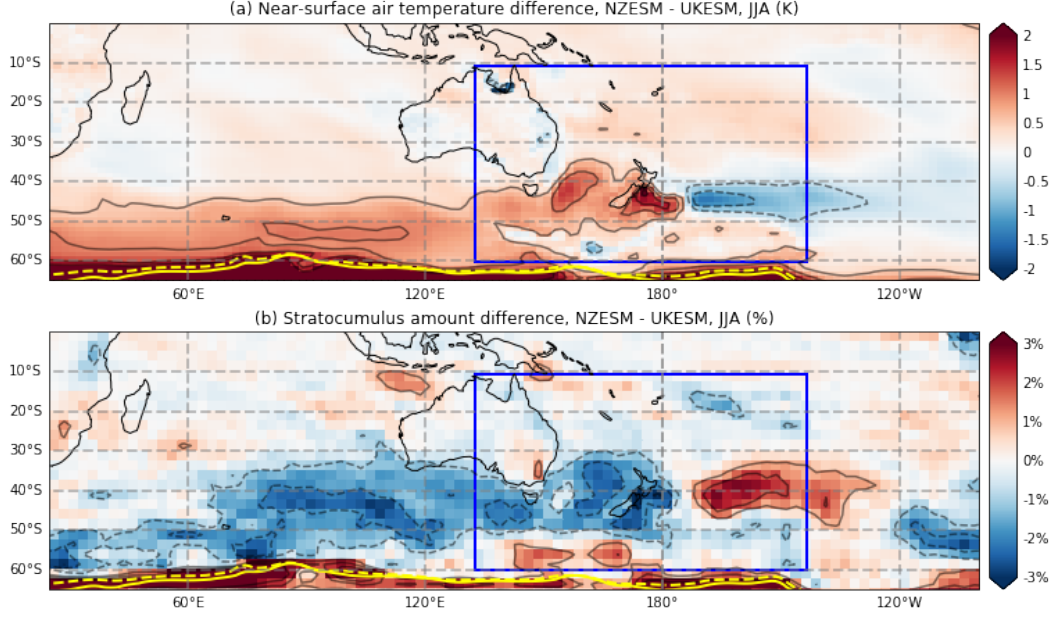 (a) Near-surface air temperature difference, NZESM - UKESM, JJA (K)
10°S
20°S
30°S
40°S
50°S
60°S
60°E
120°E
180°
120°W
2
1.5
1
0.5
0
-0.5
-1
-1.5
-2
(b) Stratocumulus amount difference, NZESM - UKESM, JJA (%)
10°S
20°S
30°S
40°S
50°S
60°S
60°E
120°E
180°
120°W
3%
2%
1%
0%
-1%
-2%
-3%